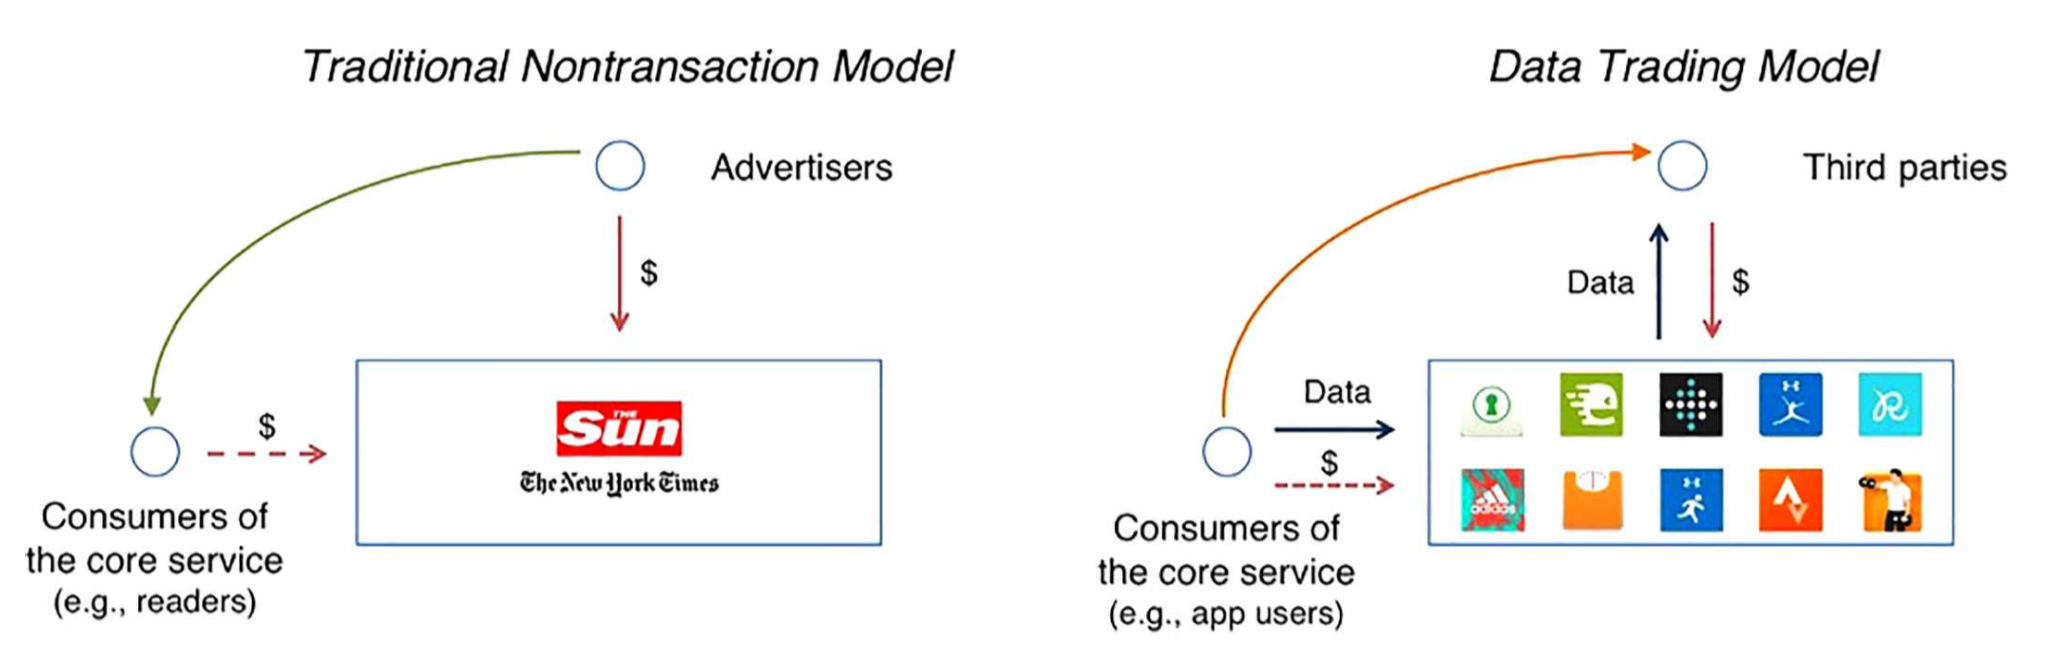 Traditional Nontransaction Model
Advertisers
$
$
THE
Sun
The New York Times
Consumers of
the core service
(e.g., readers)
Data Trading Model
Third parties
Data
$
Data
$
adidas
Consumers of
the core service
(e.g., app users)